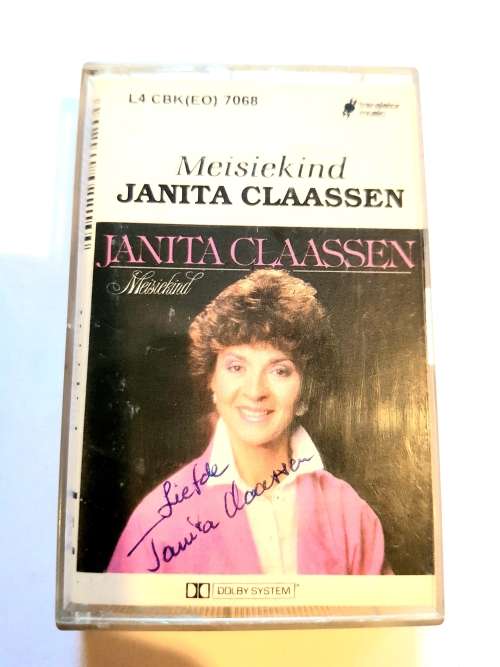 L4 CBK(EO) 7068
Meisiekind
JANITA CLAASSEN
JANITA CLAASSEN
Meisiekind
Liefde
Janita Claassen
DOLBY SYSTEM